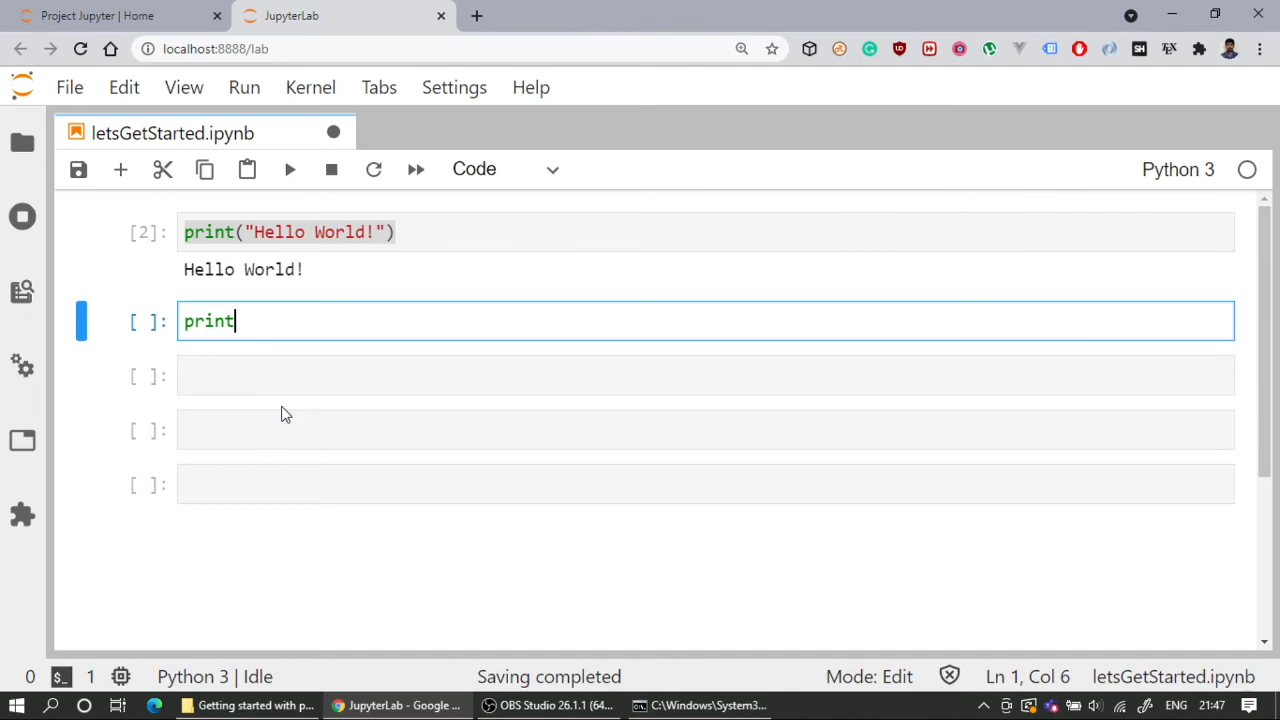 Project Jupyter | Home
JupyterLab
localhost:8888/lab
SH
TEX
File Edit View Run Kernel Tabs Settings Help
letsGetStarted.ipynb
Code
Python 3
[2]: print("Hello World!")
Hello World!
[ ]: print
[ ]:
[ ]:
[ ]:
0 $_ 1 Python 3 | Idle Saving completed Mode: Edit Ln 1, Col 6 letsGetStarted.ipynb
Getting started with p... JupyterLab - Google ... OBS Studio 26.1.1 (64... C:\Windows\System3... ENG 21:47